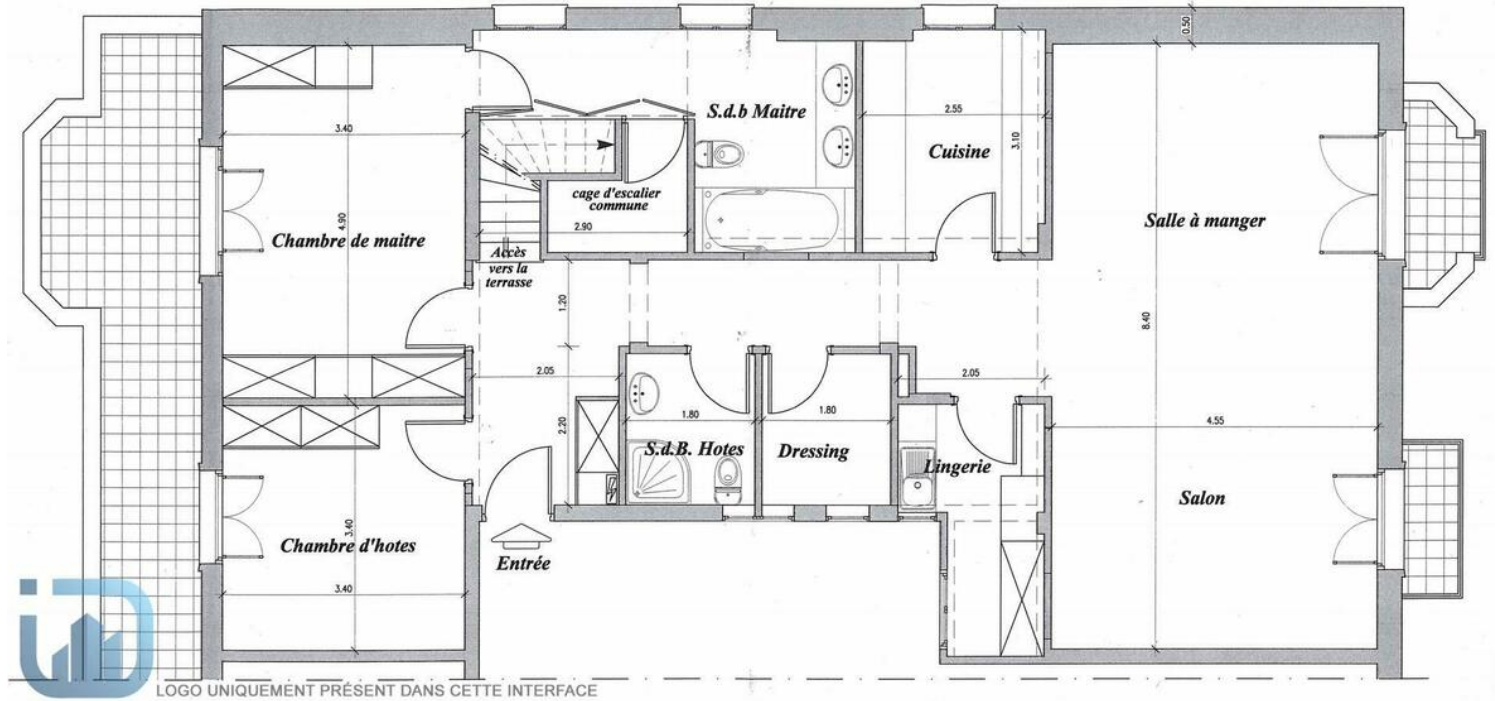 0.50
S.d.b Maitre
2.55
3.40
3.10
Cuisine
cage d'escalier
commune
Salle à manger
4.90
2.90
Chambre de maitre
Accès
vers la
terrasse
1.20
8.40
2.05
2.05
1.80
1.80
4.55
2.20
S.d.B. Hotes
Dressing
Lingerie
Salon
3.40
Chambre d'hotes
Entrée
3.40
iD
LOGO UNIQUEMENT PRÉSENT DANS CETTE INTERFACE